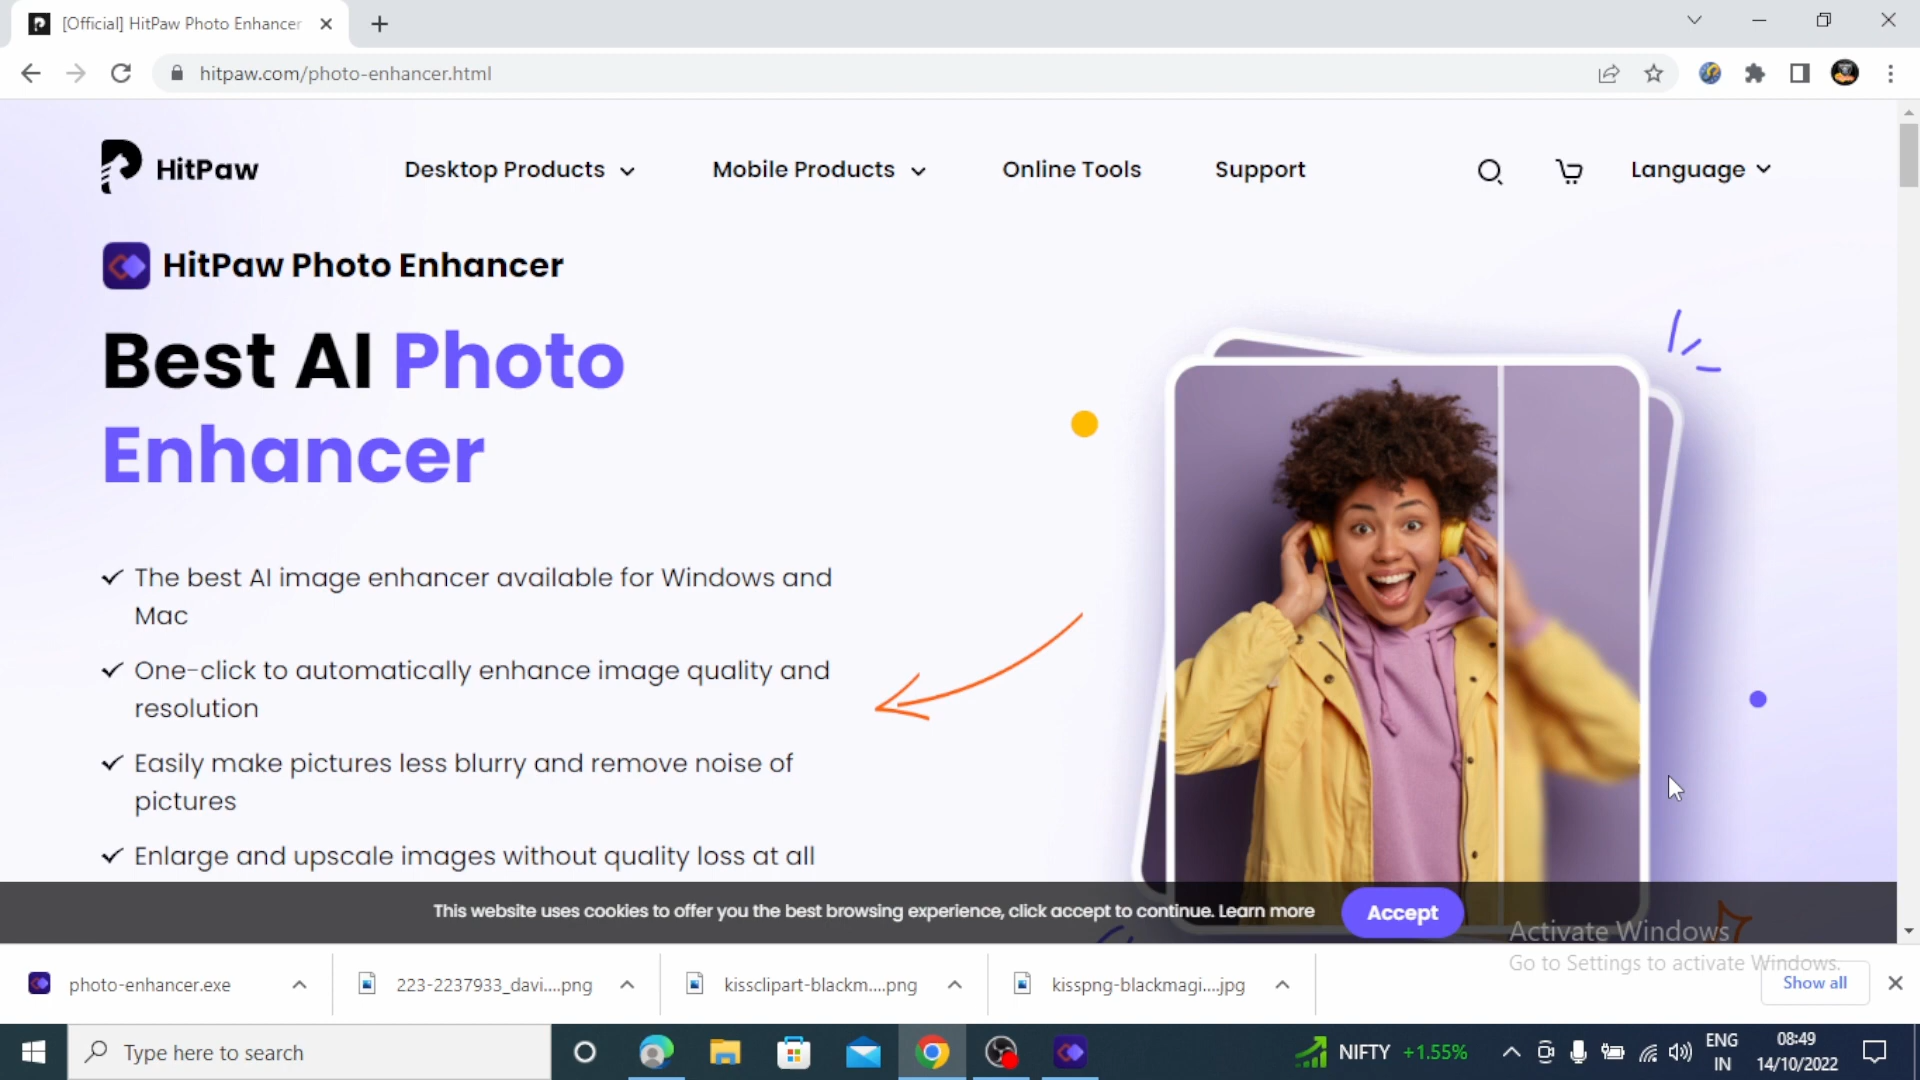 [Official] HitPaw Photo Enhancer
hitpaw.com/photo-enhancer.html
HitPaw
Desktop Products
Mobile Products
Online Tools
Support
Language
HitPaw Photo Enhancer
Best AI Photo
Enhancer
The best AI image enhancer available for Windows and
Mac
One-click to automatically enhance image quality and
resolution
Easily make pictures less blurry and remove noise of
pictures
Enlarge and upscale images without quality loss at all
This website uses cookies to offer you the best browsing experience, click accept to continue. Learn more
Accept
Activate Windows
Go to Settings to activate Windows.
photo-enhancer.exe
223-2237933_davi....png
kissclipart-blackm....png
kisspng-blackmagi....jpg
Show all
Type here to search
NIFTY +1.55%
ENG
IN
08:49
14/10/2022